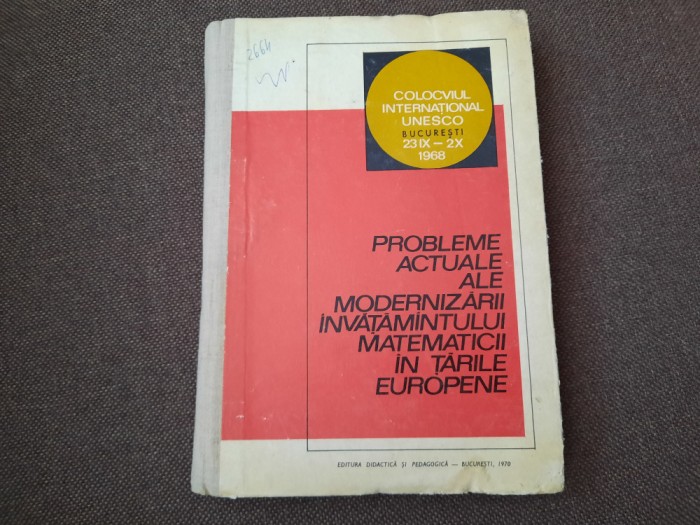 2664
COLOCVIUL
INTERNAȚIONAL
UNESCO
BUCUREȘTI
23 IX – 2 X
1968
PROBLEME
ACTUALE
ALE
MODERNIZĂRII
ÎNVĂȚĂMÎNTULUI
MATEMATICII
ÎN ȚĂRILE
EUROPENE
EDITURA DIDACTICĂ ȘI PEDAGOGICĂ — BUCUREȘTI, 1970